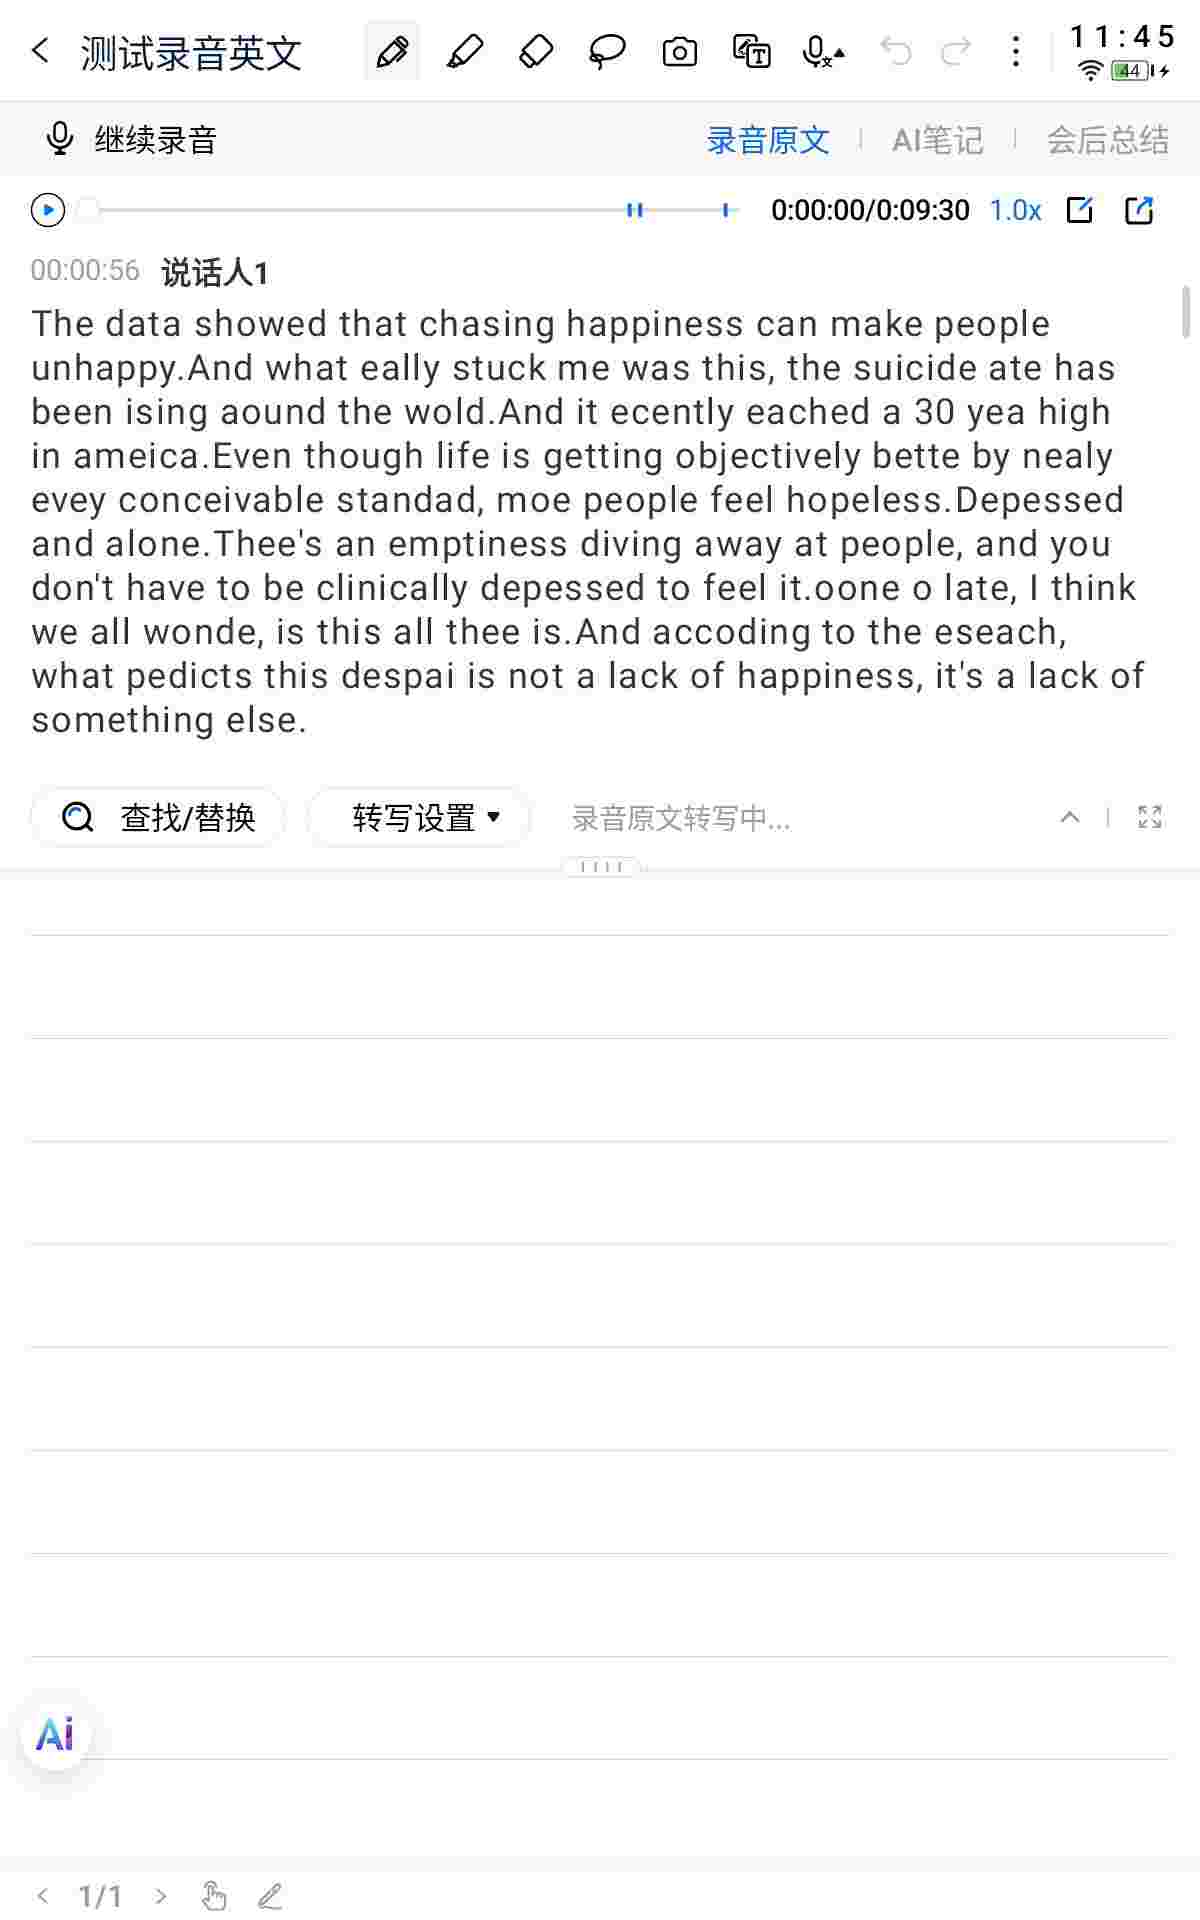 测试录音英文
11:45
44
继续录音
录音原文
AI笔记
会后总结
0:00:00/0:09:30
1.0x
00:00:56 说话人1
The data showed that chasing happiness can make people
unhappy.And what eally stuck me was this, the suicide ate has
been ising aound the wold.And it ecently eached a 30 yea high
in ameica.Even though life is getting objectively bette by nealy
evey conceivable standad, moe people feel hopeless.Depessed
and alone.Thee's an emptiness diving away at people, and you
don't have to be clinically depessed to feel it.oone o late, I think
we all wonde, is this all thee is.And accoding to the eseach,
what pedicts this despai is not a lack of happiness, it's a lack of
something else.
查找/替换
转写设置
录音原文转写中...
Ai
1/1